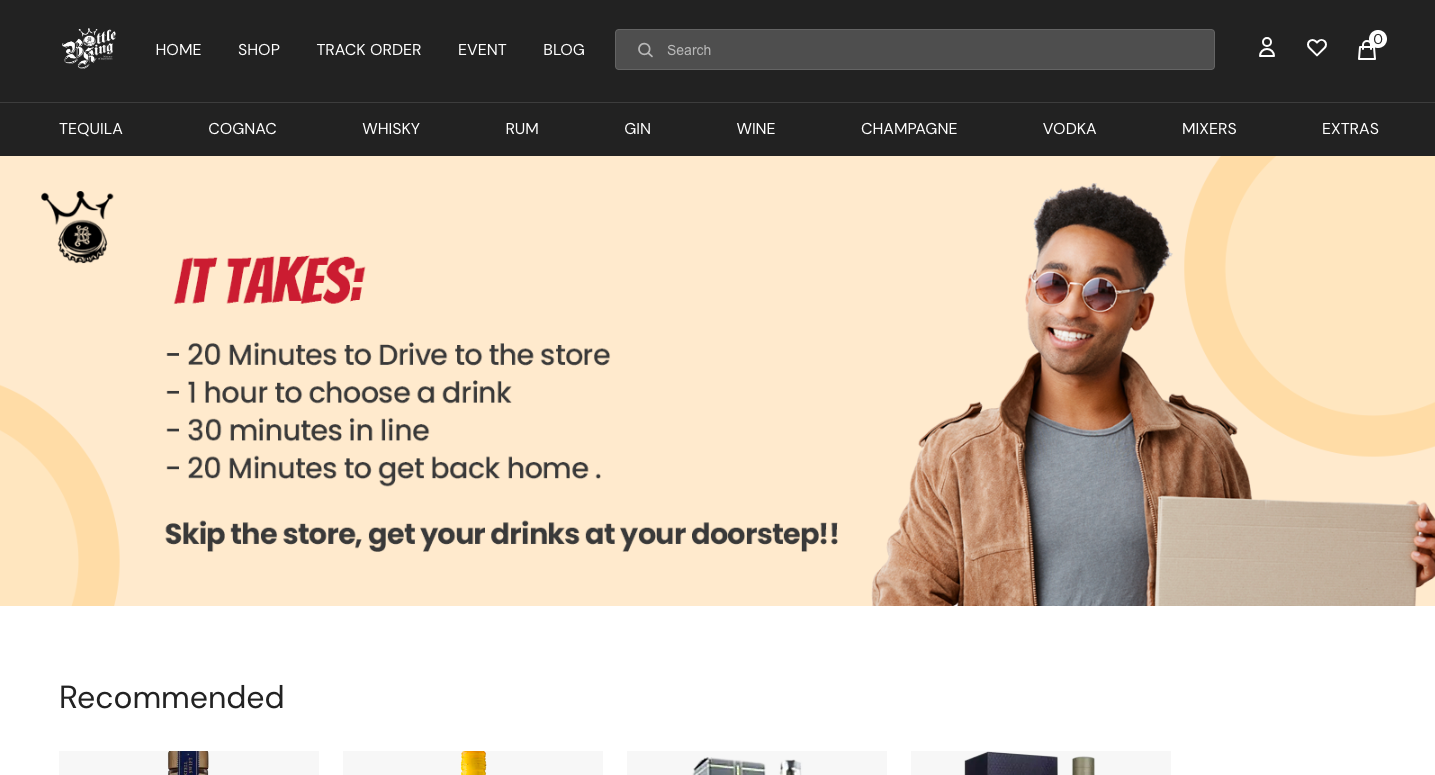 Bottle King
HOME SHOP TRACK ORDER EVENT BLOG Search 0
TEQUILA COGNAC WHISKY RUM GIN WINE CHAMPAGNE VODKA MIXERS EXTRAS
IT TAKES:
- 20 Minutes to Drive to the store
- 1 hour to choose a drink
- 30 minutes in line
- 20 Minutes to get back home .
Skip the store, get your drinks at your doorstep!!
Recommended